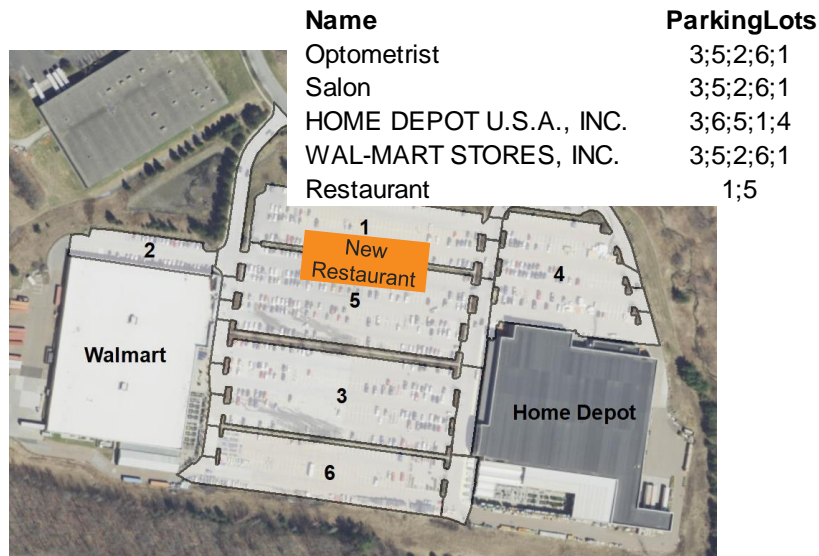 Name ParkingLots
Optometrist 3;5;2;6;1
Salon 3;5;2;6;1
HOME DEPOT U.S.A., INC. 3;6;5;1;4
WAL-MART STORES, INC. 3;5;2;6;1
Restaurant 1;5
1
2
New
Restaurant
4
5
Walmart
3
Home Depot
6